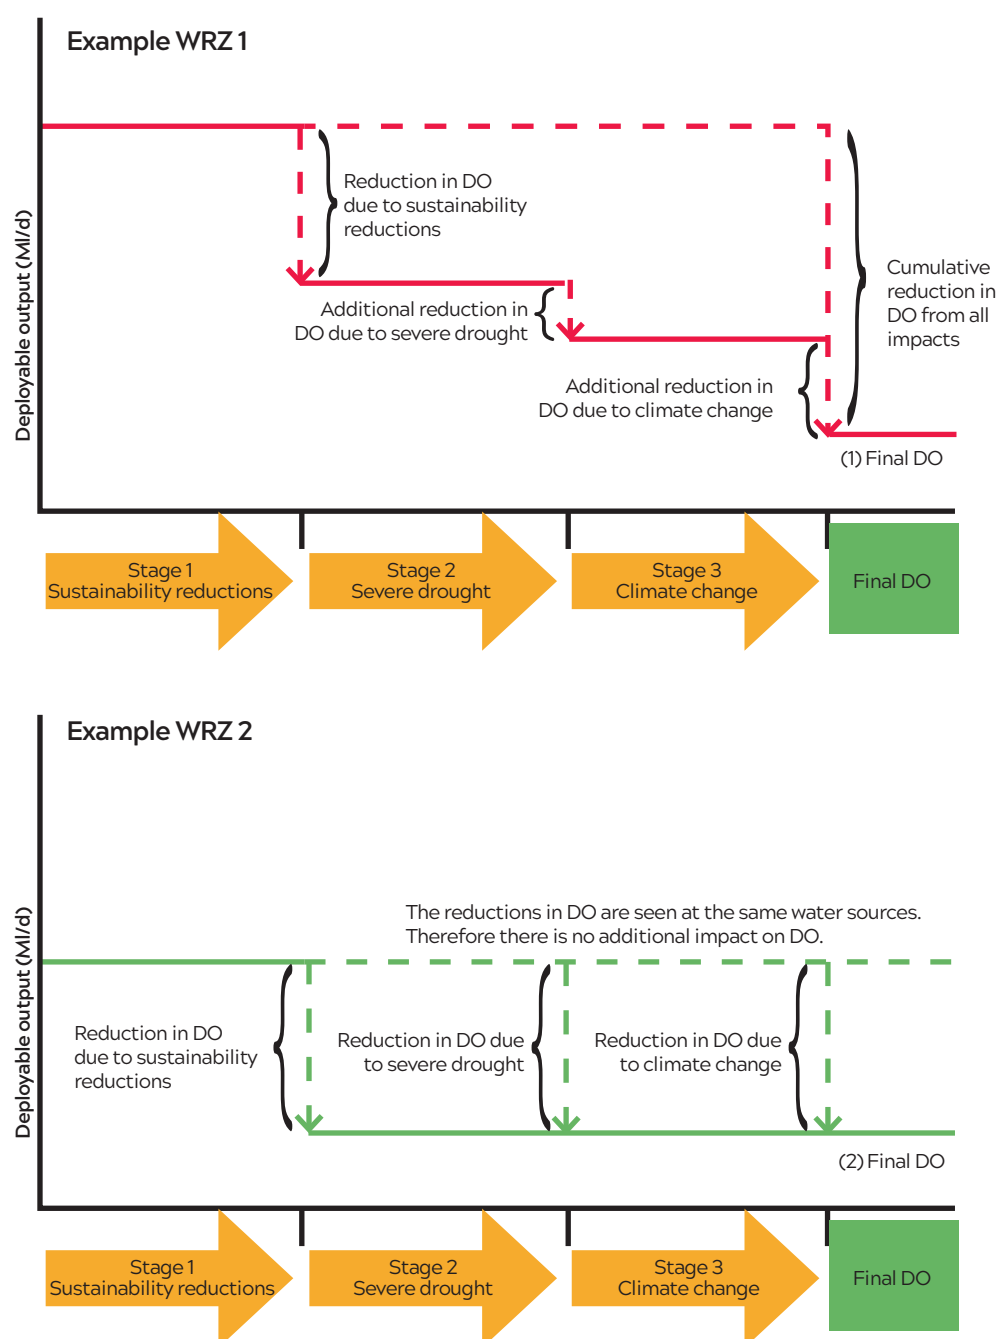 Example WRZ 1
Deployable output (Ml/d)
Reduction in DO
due to sustainability
reductions
Additional reduction in
DO due to severe drought
Additional reduction in
DO due to climate change
Cumulative
reduction in
DO from all
impacts
(1) Final DO
Stage 1
Sustainability reductions
Stage 2
Severe drought
Stage 3
Climate change
Final DO
Example WRZ 2
Deployable output (Ml/d)
The reductions in DO are seen at the same water sources.
Therefore there is no additional impact on DO.
Reduction in DO
due to sustainability
reductions
Reduction in DO due
to severe drought
Reduction in DO due
to climate change
(2) Final DO
Stage 1
Sustainability reductions
Stage 2
Severe drought
Stage 3
Climate change
Final DO